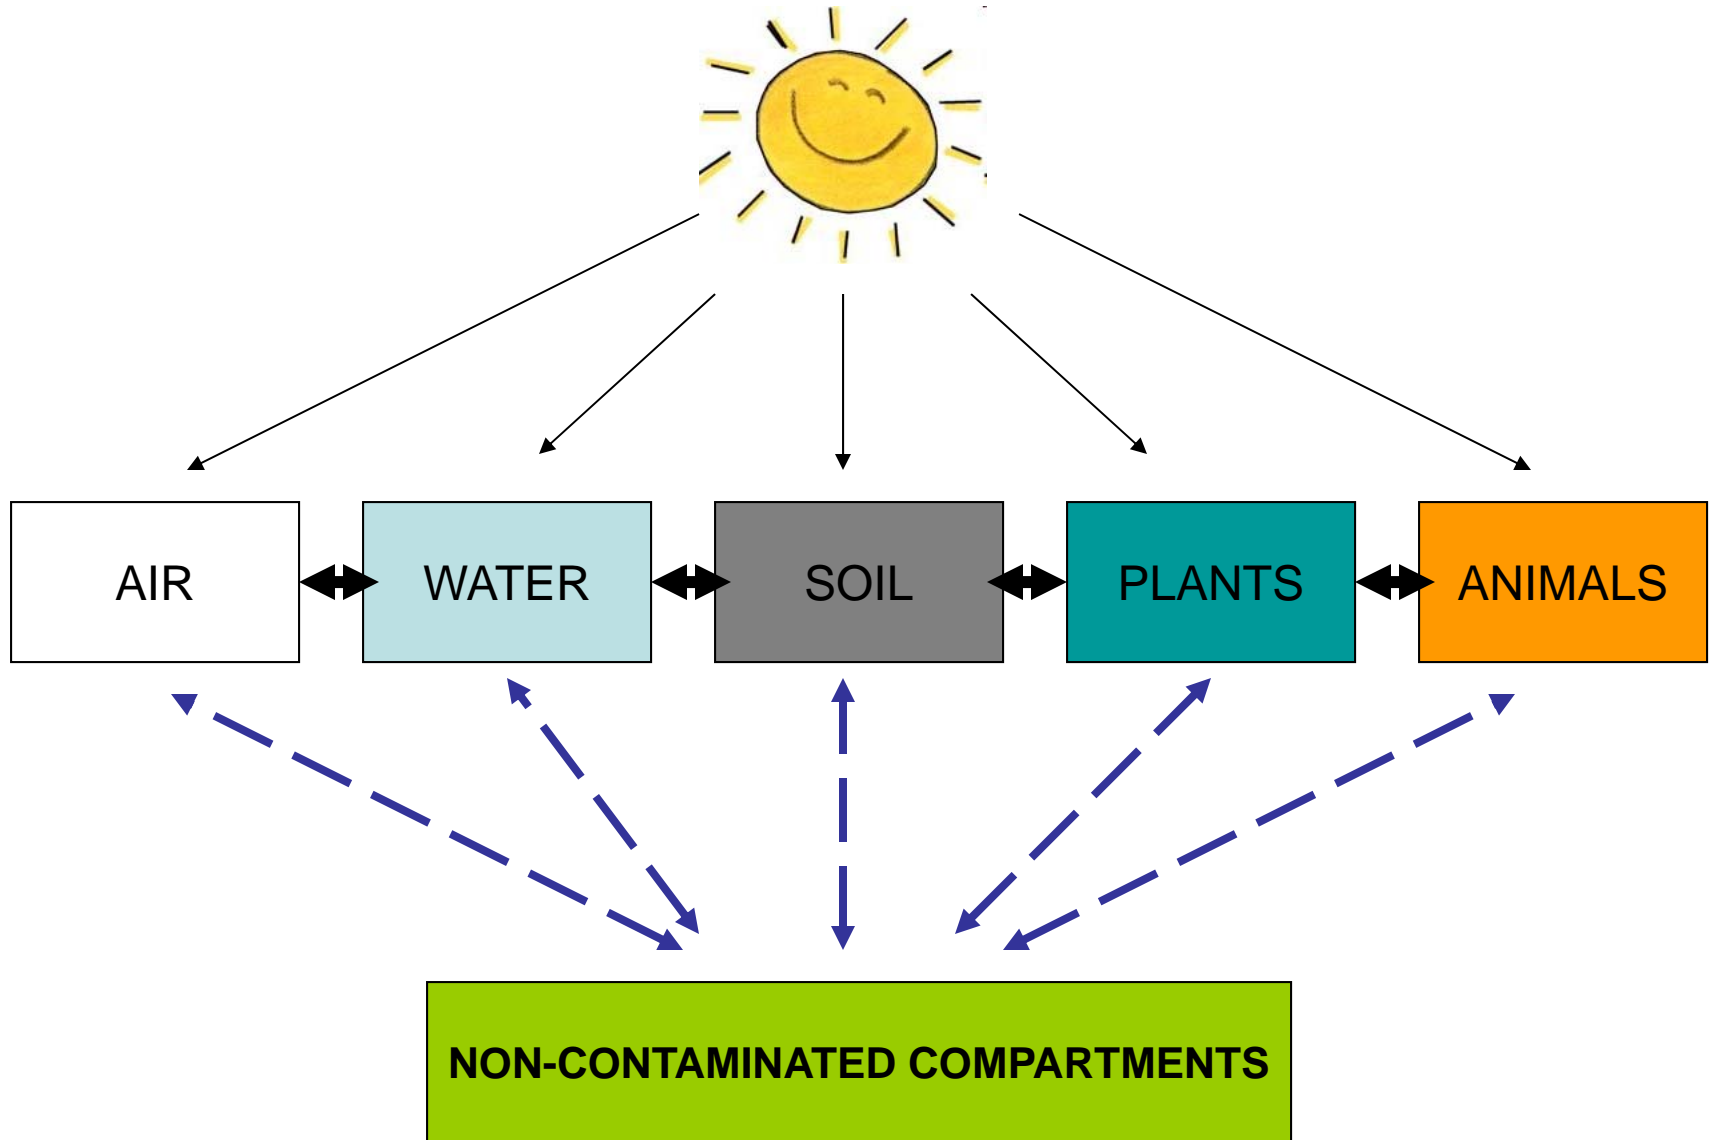 AIR
WATER
SOIL
PLANTS
ANIMALS
NON-CONTAMINATED COMPARTMENTS